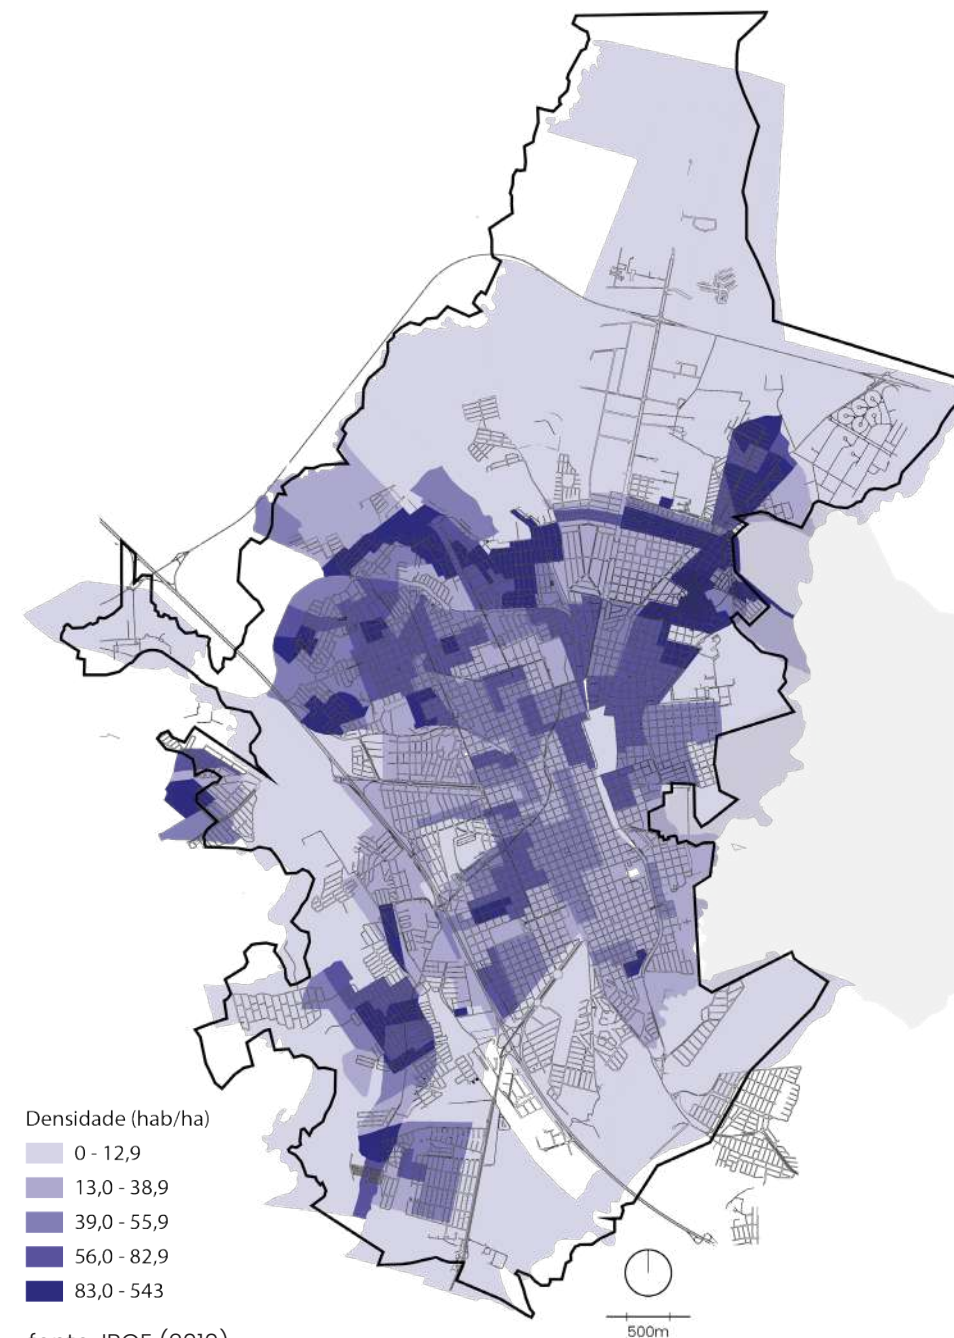 Densidade (hab/ha)
0 - 12,9
13,0 - 38,9
39,0 - 55,9
56,0 - 82,9
83,0 - 543
500m